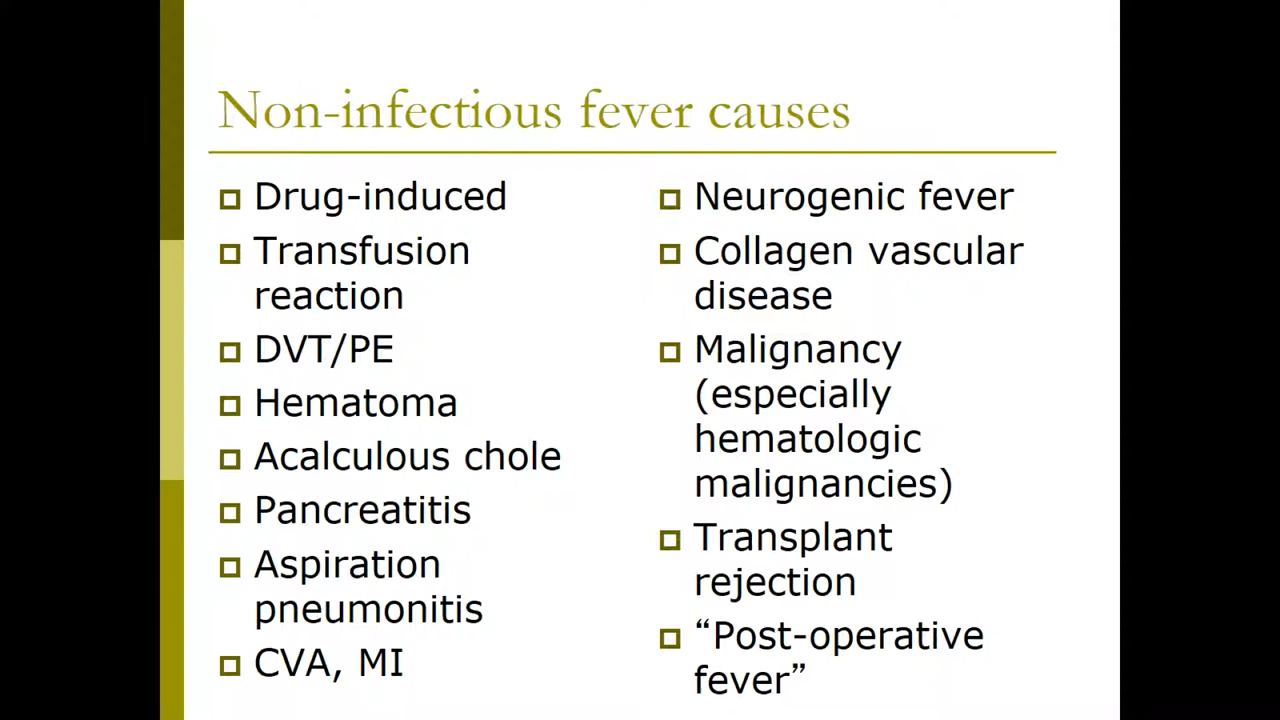 Non-infectious fever causes
Drug-induced
Transfusion
reaction
DVT/PE
Hematoma
Acalculous chole
Pancreatitis
Aspiration
pneumonitis
CVA, MI
Neurogenic fever
Collagen vascular
disease
Malignancy
(especially
hematologic
malignancies)
Transplant
rejection
“Post-operative
fever”